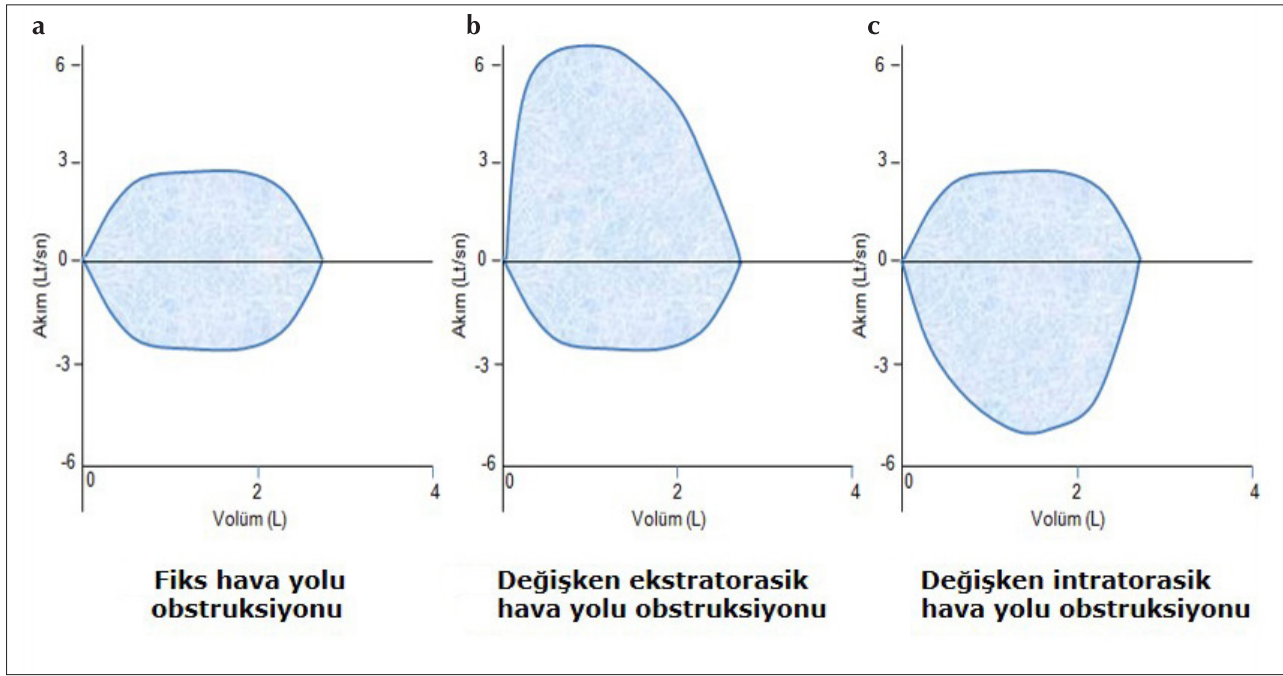 a
6
3
0
-3
-6
Akım (Lt/sn)
0
2
4
Volüm (L)
Fiks hava yolu
obstruksiyonu
b
6
3
0
-3
-6
Akım (Lt/sn)
0
2
4
Volüm (L)
Değişken ekstratorasik
hava yolu obstruksiyonu
c
6
3
0
-3
-6
Akım (Lt/sn)
0
2
4
Volüm (L)
Değişken intratorasik
hava yolu obstruksiyonu